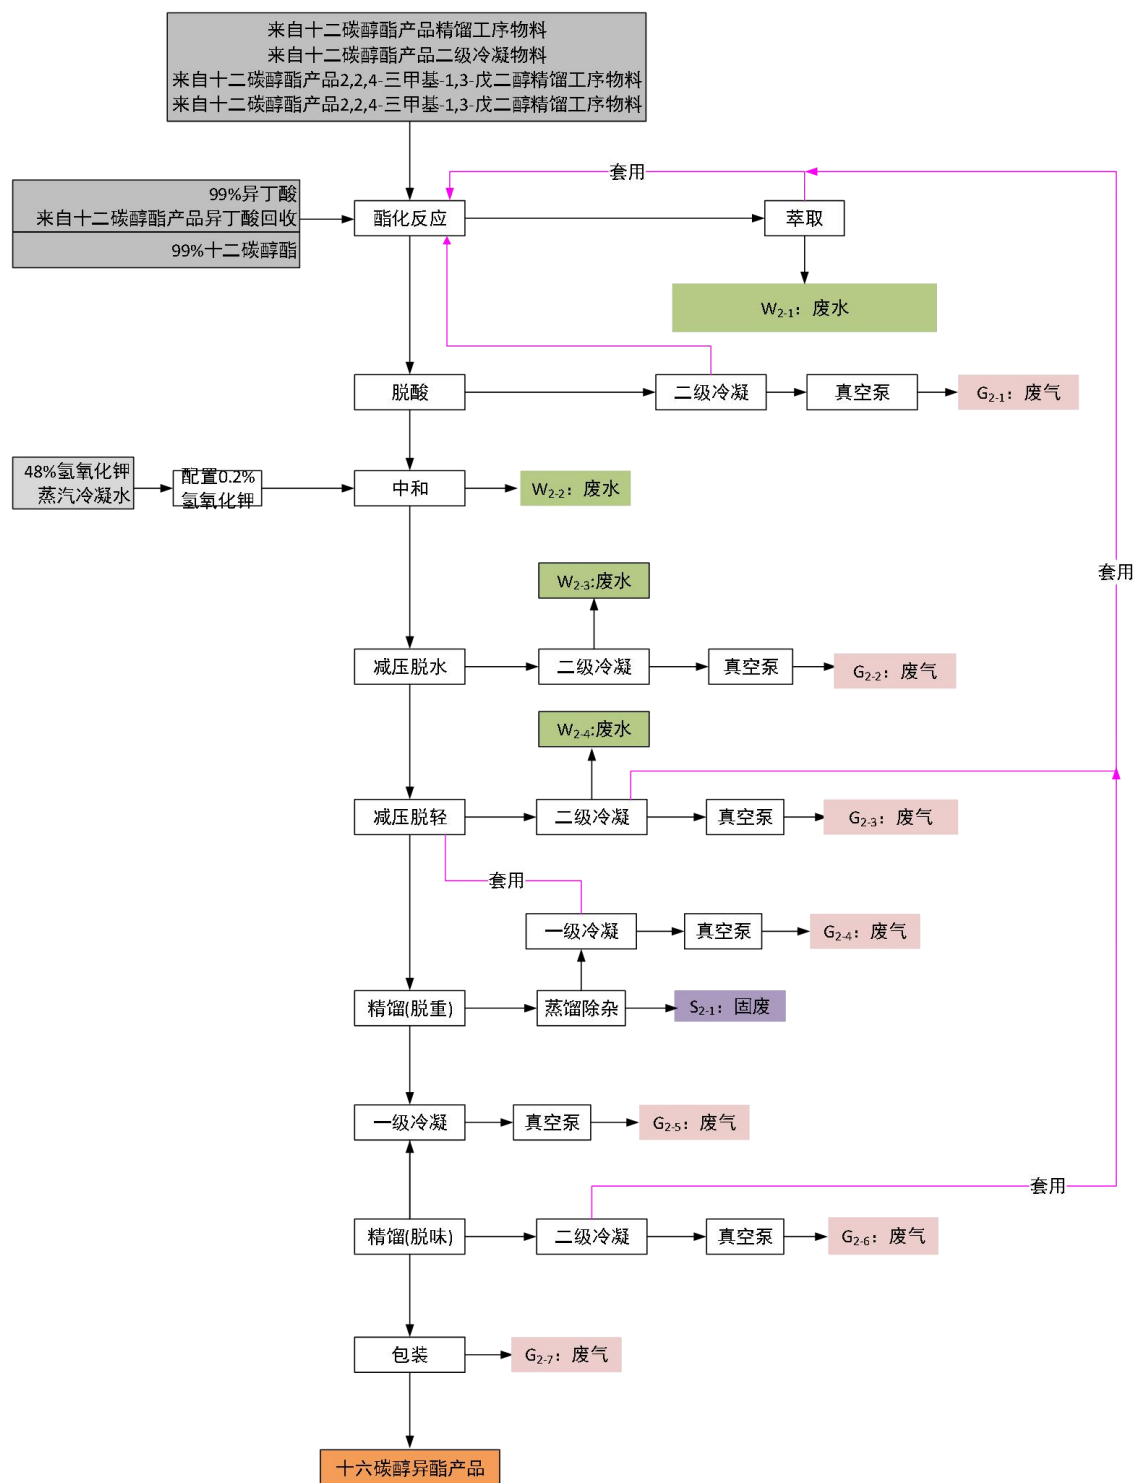 来自十二碳醇酯产品精馏工序物料
来自十二碳醇酯产品二级冷凝物料
来自十二碳醇酯产品2,2,4-三甲基-1,3-戊二醇精馏工序物料
来自十二碳醇酯产品2,2,4-三甲基-1,3-戊二醇精馏工序物料
套用
99%异丁酸
来自十二碳醇酯产品异丁酸回收
99%十二碳醇酯
酯化反应
萃取
W₂₋₁：废水
脱酸
二级冷凝
真空泵
G₂₋₁：废气
48%氢氧化钾
蒸汽冷凝水
配置0.2%
氢氧化钾
中和
W₂₋₂：废水
套用
W₂₋₃:废水
减压脱水
二级冷凝
真空泵
G₂₋₂：废气
W₂₋₄:废水
减压脱轻
二级冷凝
真空泵
G₂₋₃：废气
套用
一级冷凝
真空泵
G₂₋₄：废气
精馏(脱重)
蒸馏除杂
S₂₋₁：固废
一级冷凝
真空泵
G₂₋₅：废气
套用
精馏(脱味)
二级冷凝
真空泵
G₂₋₆：废气
包装
G₂₋₇：废气
十六碳醇异酯产品